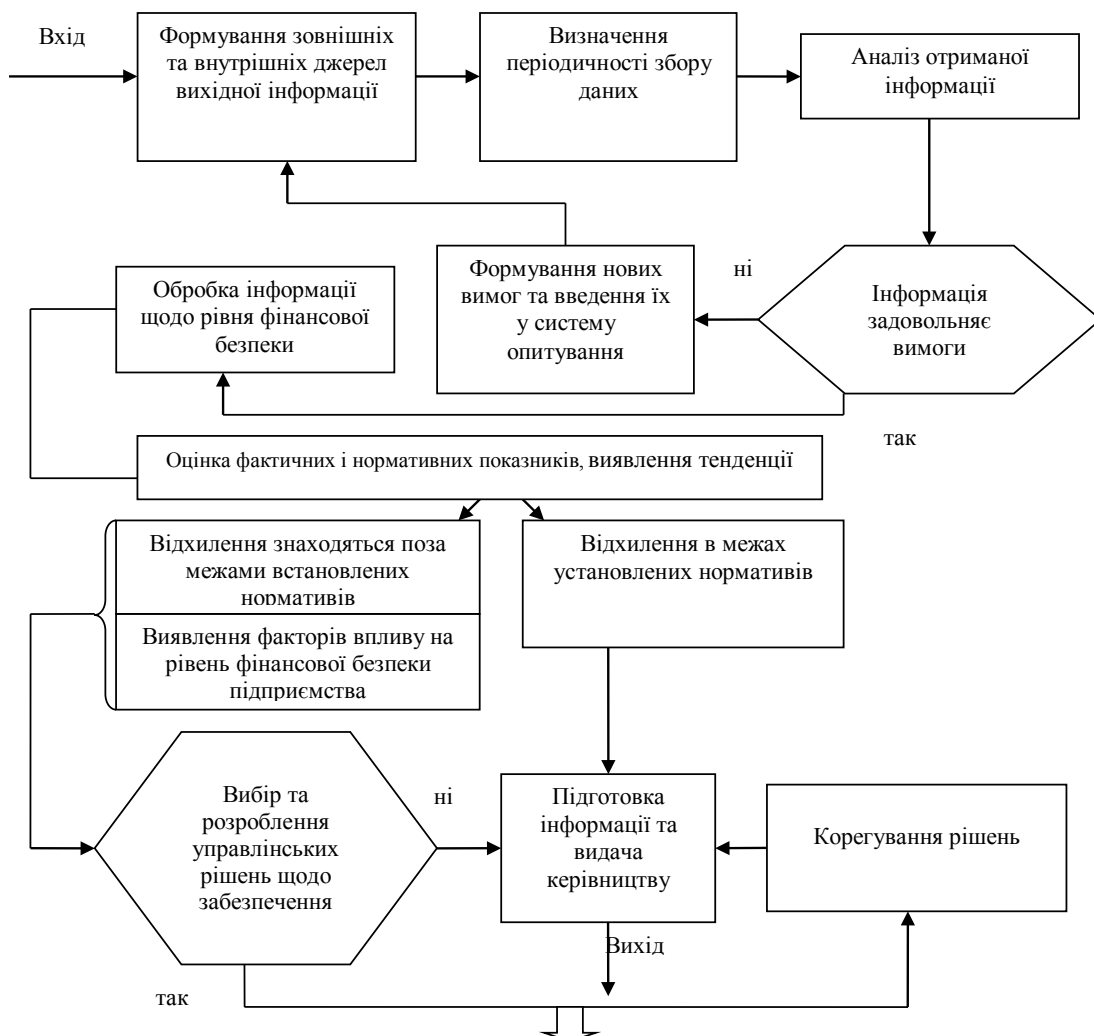 Вхід
Формування зовнішніх
та внутрішніх джерел
вихідної інформації
Визначення
періодичності збору
даних
Аналіз отриманої
інформації
Обробка інформації
щодо рівня фінансової
безпеки
Формування нових
вимог та введення їх
у систему
опитування
ні
Інформація
задовольняє
вимоги
так
Оцінка фактичних і нормативних показників, виявлення тенденції
Відхилення знаходяться поза
межами встановлених
нормативів
Відхилення в межах
установлених нормативів
Виявлення факторів впливу на
рівень фінансової безпеки
підприємства
Вибір та
розроблення
управлінських
рішень щодо
забезпечення
ні
Підготовка
інформації та
видача
керівництву
Корегування рішень
Вихід
так